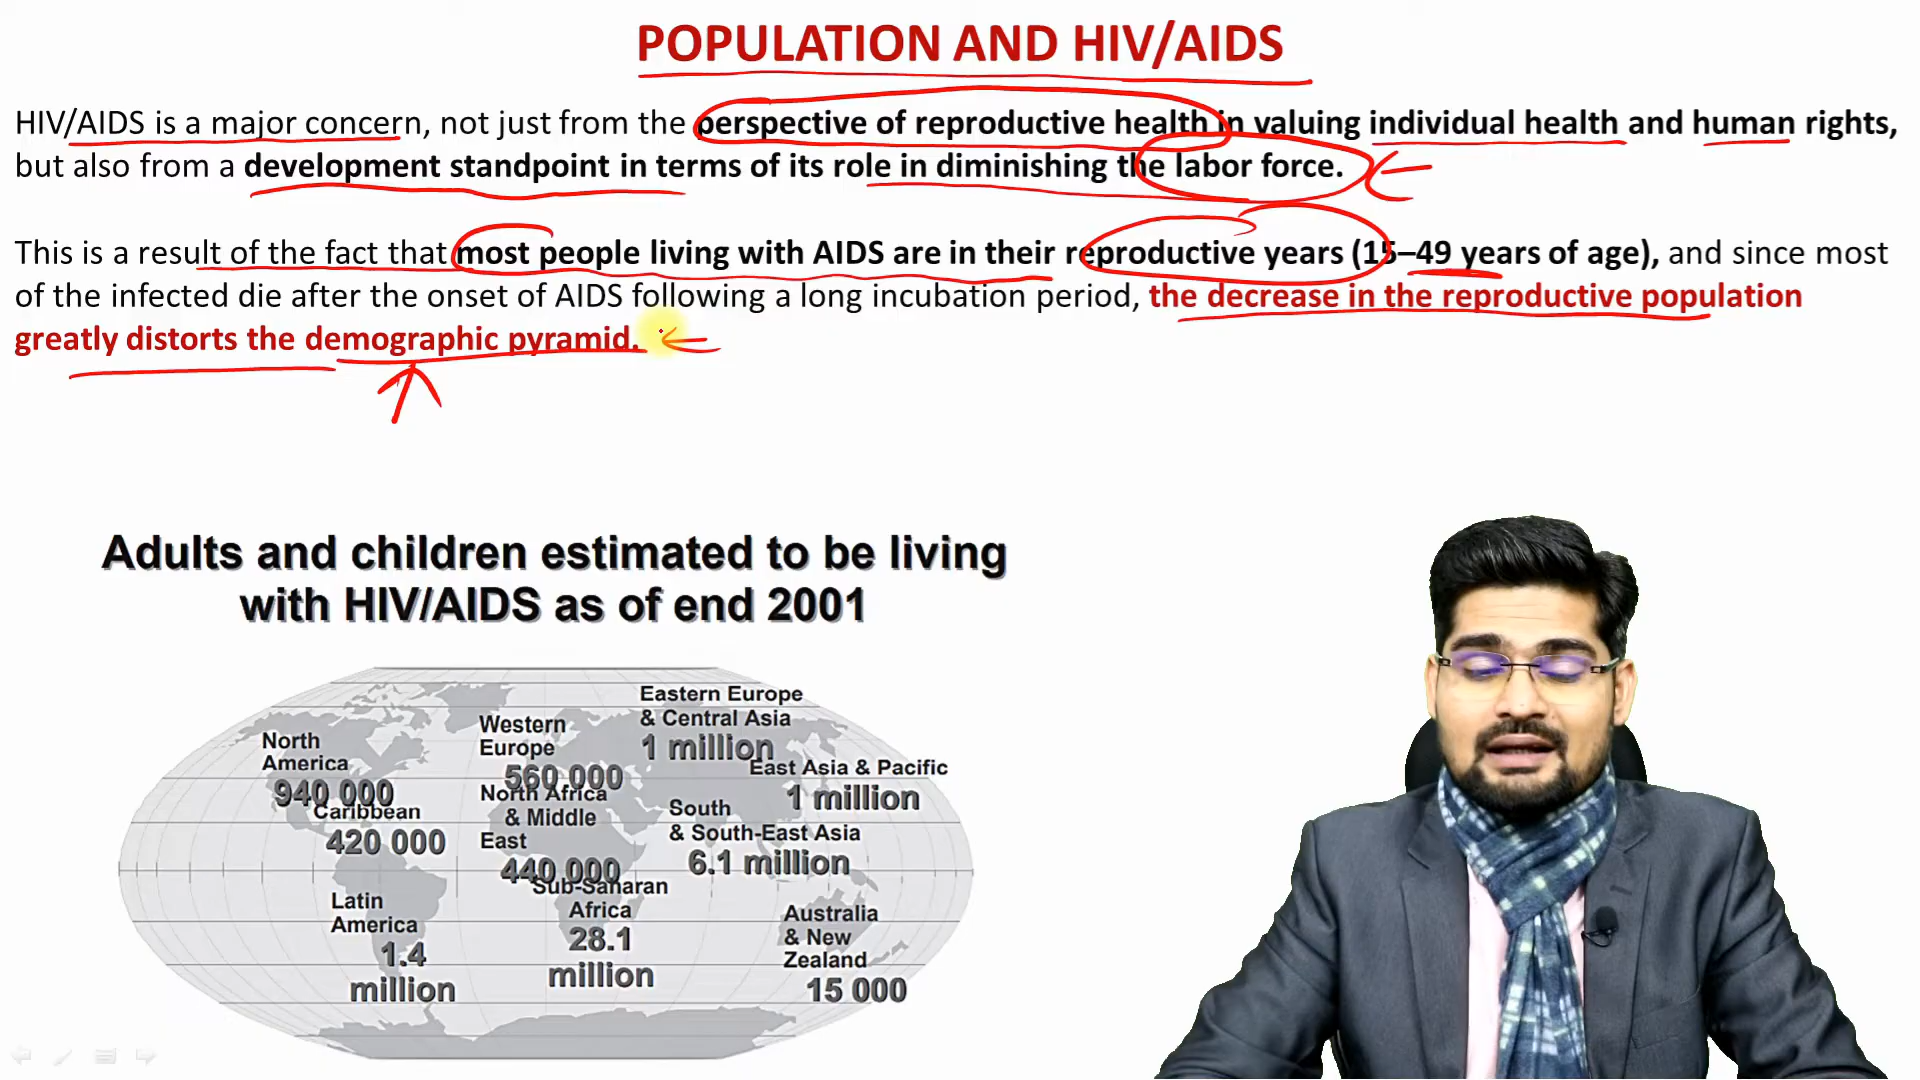 POPULATION AND HIV/AIDS
HIV/AIDS is a major concern, not just from the perspective of reproductive health in valuing individual health and human rights,
but also from a development standpoint in terms of its role in diminishing the labor force.
This is a result of the fact that most people living with AIDS are in their reproductive years (15–49 years of age), and since most
of the infected die after the onset of AIDS following a long incubation period, the decrease in the reproductive population
greatly distorts the demographic pyramid.
Adults and children estimated to be living
with HIV/AIDS as of end 2001
North
America
940 000
Caribbean
420 000
Latin
America
1.4
million
Western
Europe
560 000
North Africa
& Middle
East
440 000
Sub-Saharan
Africa
28.1
million
Eastern Europe
& Central Asia
1 million
East Asia & Pacific
1 million
South
& South-East Asia
6.1 million
Australia
& New
Zealand
15 000